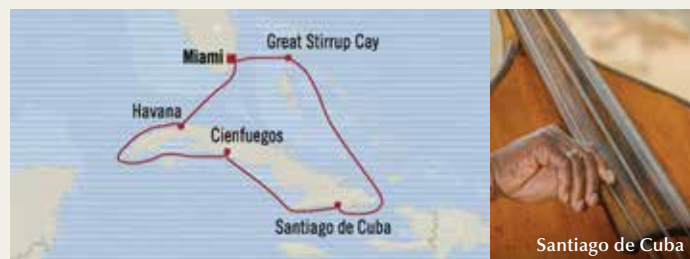 Great Stirrup Cay
Miami
Havana
Cienfuegos
Santiago de Cuba
Santiago de Cuba